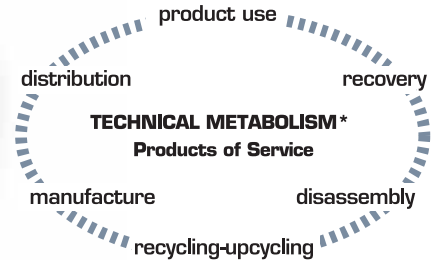 product use
distribution
recovery
TECHNICAL METABOLISM*
Products of Service
manufacture
disassembly
recycling-upcycling